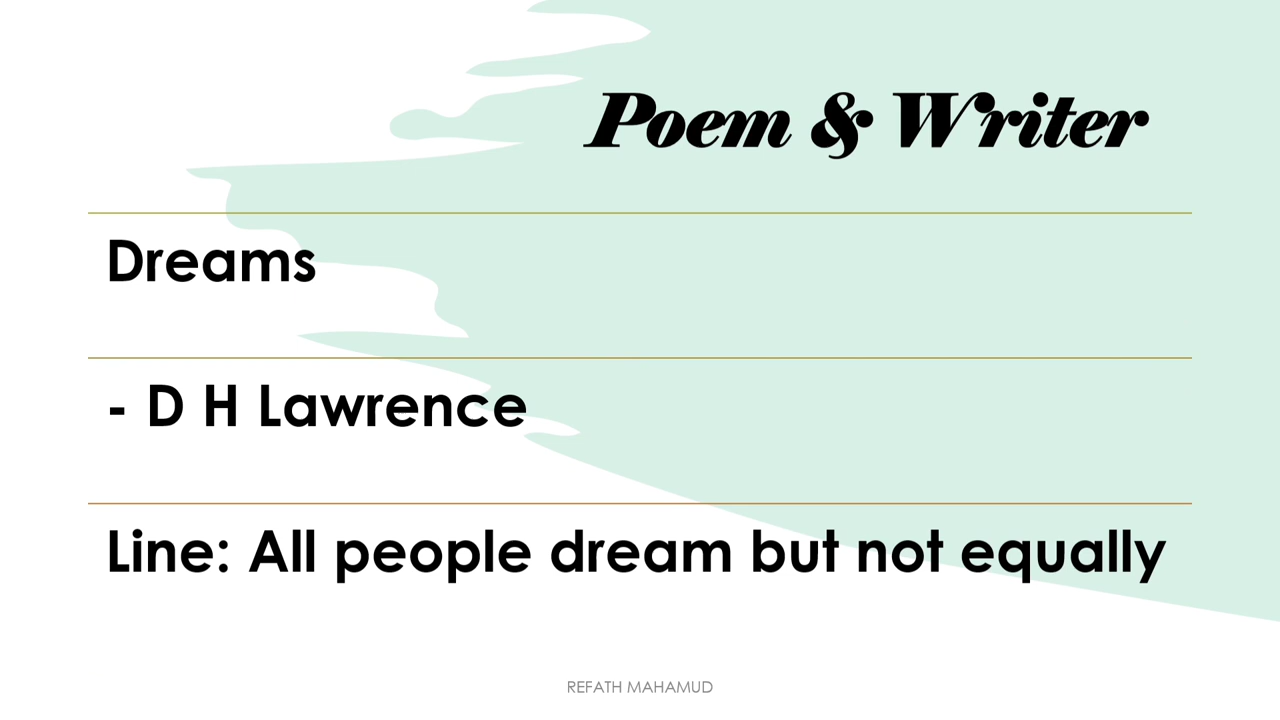 Poem & Writer
Dreams
- D H Lawrence
Line: All people dream but not equally
REFATH MAHAMUD